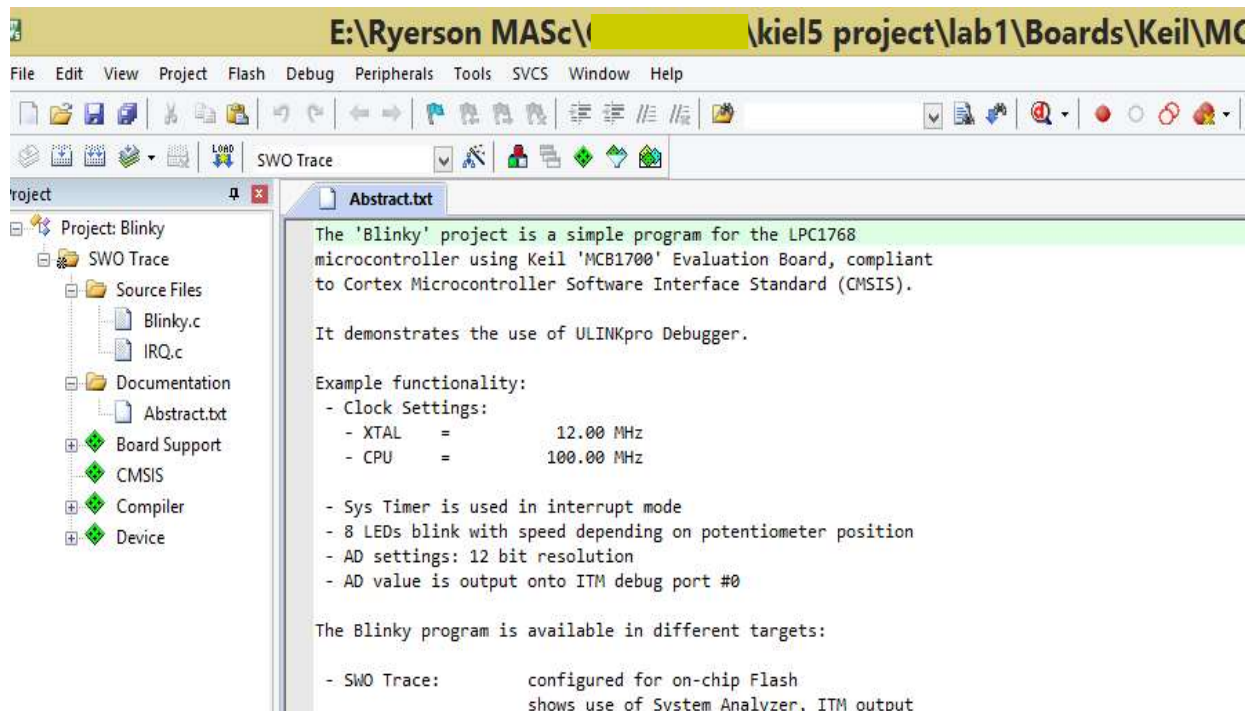 E:\Ryerson MASc\ \kiel5 project\lab1\Boards\Keil\MC
File Edit View Project Flash Debug Peripherals Tools SVCS Window Help
LOAD SWO Trace
Project
Abstract.txt
Project: Blinky
SWO Trace
Source Files
Blinky.c
IRQ.c
Documentation
Abstract.txt
Board Support
CMSIS
Compiler
Device
The 'Blinky' project is a simple program for the LPC1768
microcontroller using Keil 'MCB1700' Evaluation Board, compliant
to Cortex Microcontroller Software Interface Standard (CMSIS).
It demonstrates the use of ULINKpro Debugger.
Example functionality:
- Clock Settings:
- XTAL = 12.00 MHz
- CPU = 100.00 MHz
- Sys Timer is used in interrupt mode
- 8 LEDs blink with speed depending on potentiometer position
- AD settings: 12 bit resolution
- AD value is output onto ITM debug port #0
The Blinky program is available in different targets:
- SWO Trace: configured for on-chip Flash
shows use of System Analyzer, ITM output